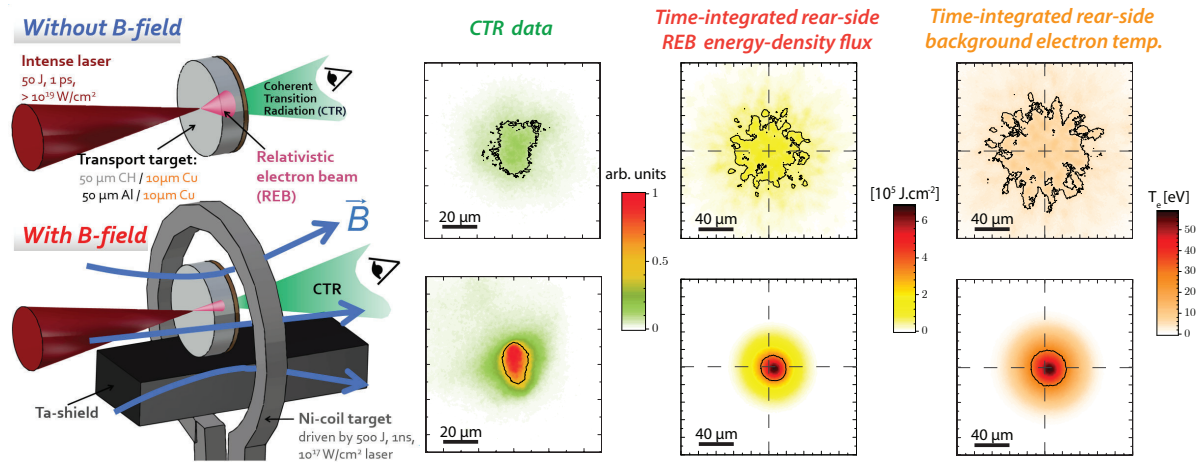 Without B-field
Intense laser
50 J, 1 ps,
> 10¹⁹ W/cm²
Coherent
Transition
Radiation (CTR)
Transport target:
50 µm CH / 10µm Cu
50 µm Al / 10µm Cu
Relativistic
electron beam
(REB)
With B-field
B
CTR
Ta-shield
Ni-coil target
driven by 500 J, 1ns,
10¹⁷ W/cm² laser
CTR data
20 µm
arb. units
1
0.5
0
20 µm
Time-integrated rear-side
REB energy-density flux
40 µm
[10⁵ J.cm⁻²]
6
4
2
0
40 µm
Time-integrated rear-side
background electron temp.
40 µm
Tₑ [eV]
50
40
30
20
10
0
40 µm